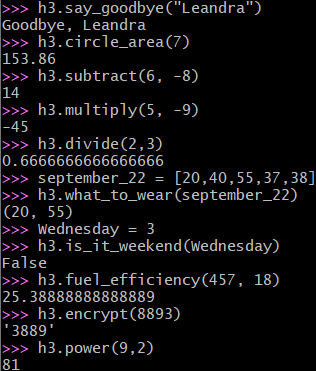 >>> h3.say_goodbye("Leandra")
Goodbye, Leandra
>>> h3.circle_area(7)
153.86
>>> h3.subtract(6, -8)
14
>>> h3.multiply(5, -9)
-45
>>> h3.divide(2,3)
0.6666666666666666
>>> september_22 = [20,40,55,37,38]
>>> h3.what_to_wear(september_22)
(20, 55)
>>> Wednesday = 3
>>> h3.is_it_weekend(Wednesday)
False
>>> h3.fuel_efficiency(457, 18)
25.38888888888889
>>> h3.encrypt(8893)
'3889'
>>> h3.power(9,2)
81